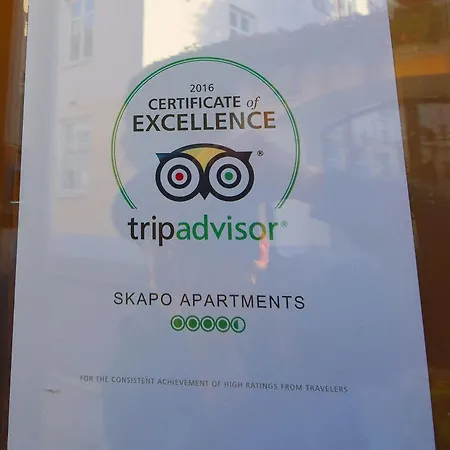 2016
CERTIFICATE of
EXCELLENCE
®
tripadvisor®
SKAPO APARTMENTS
FOR THE CONSISTENT ACHIEVEMENT OF HIGH RATINGS FROM TRAVELERS